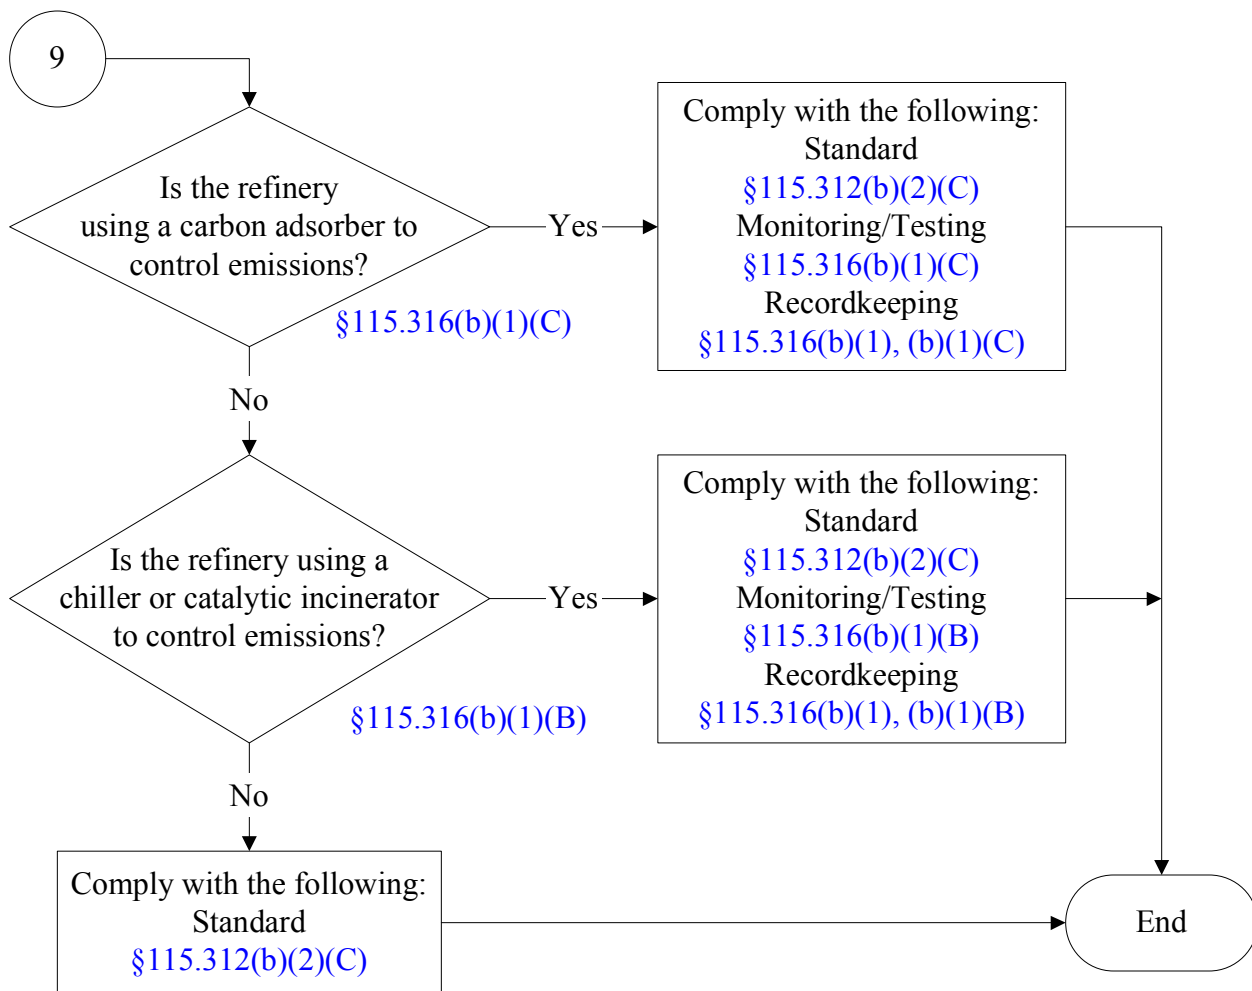 9
Is the refinery
using a carbon adsorber to
control emissions?
§115.316(b)(1)(C)
Yes
Comply with the following:
Standard
§115.312(b)(2)(C)
Monitoring/Testing
§115.316(b)(1)(C)
Recordkeeping
§115.316(b)(1), (b)(1)(C)
No
Is the refinery using a
chiller or catalytic incinerator
to control emissions?
§115.316(b)(1)(B)
Yes
Comply with the following:
Standard
§115.312(b)(2)(C)
Monitoring/Testing
§115.316(b)(1)(B)
Recordkeeping
§115.316(b)(1), (b)(1)(B)
No
Comply with the following:
Standard
§115.312(b)(2)(C)
End